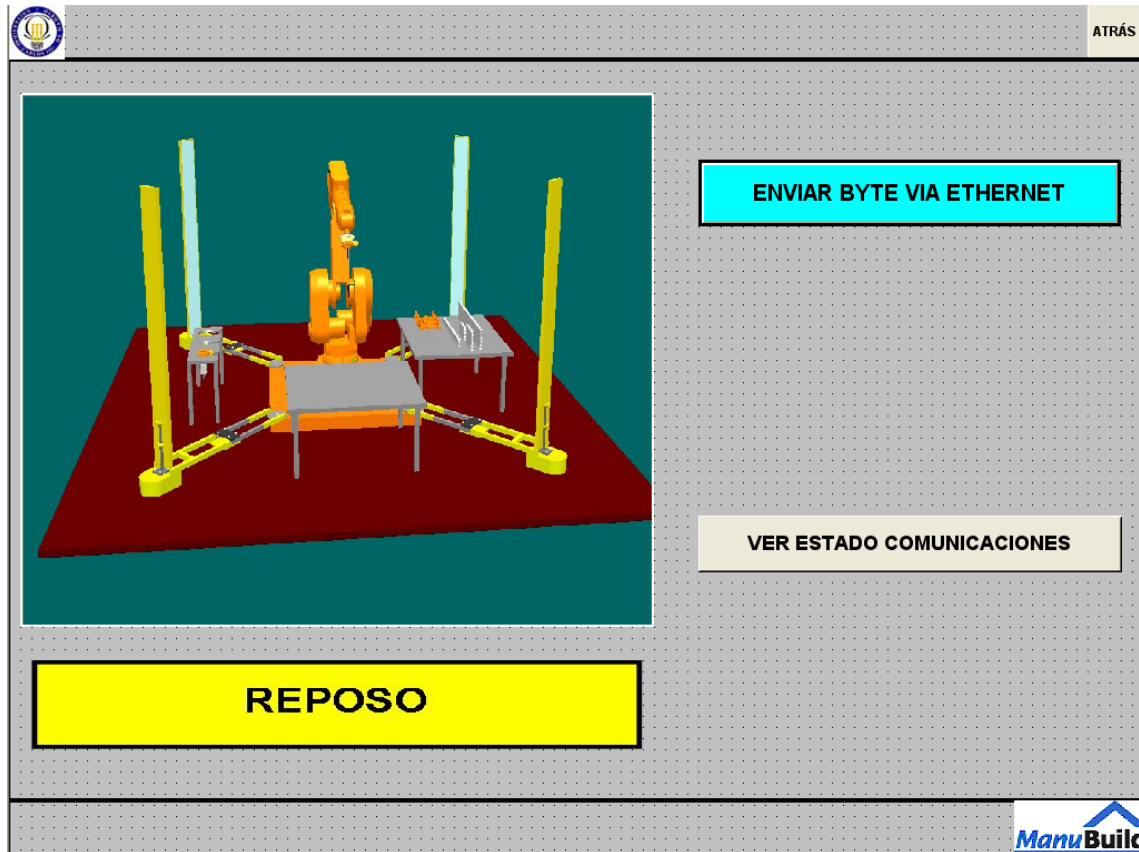 ATRÁS
ENVIAR BYTE VIA ETHERNET
VER ESTADO COMUNICACIONES
REPOSO
ManuBuild